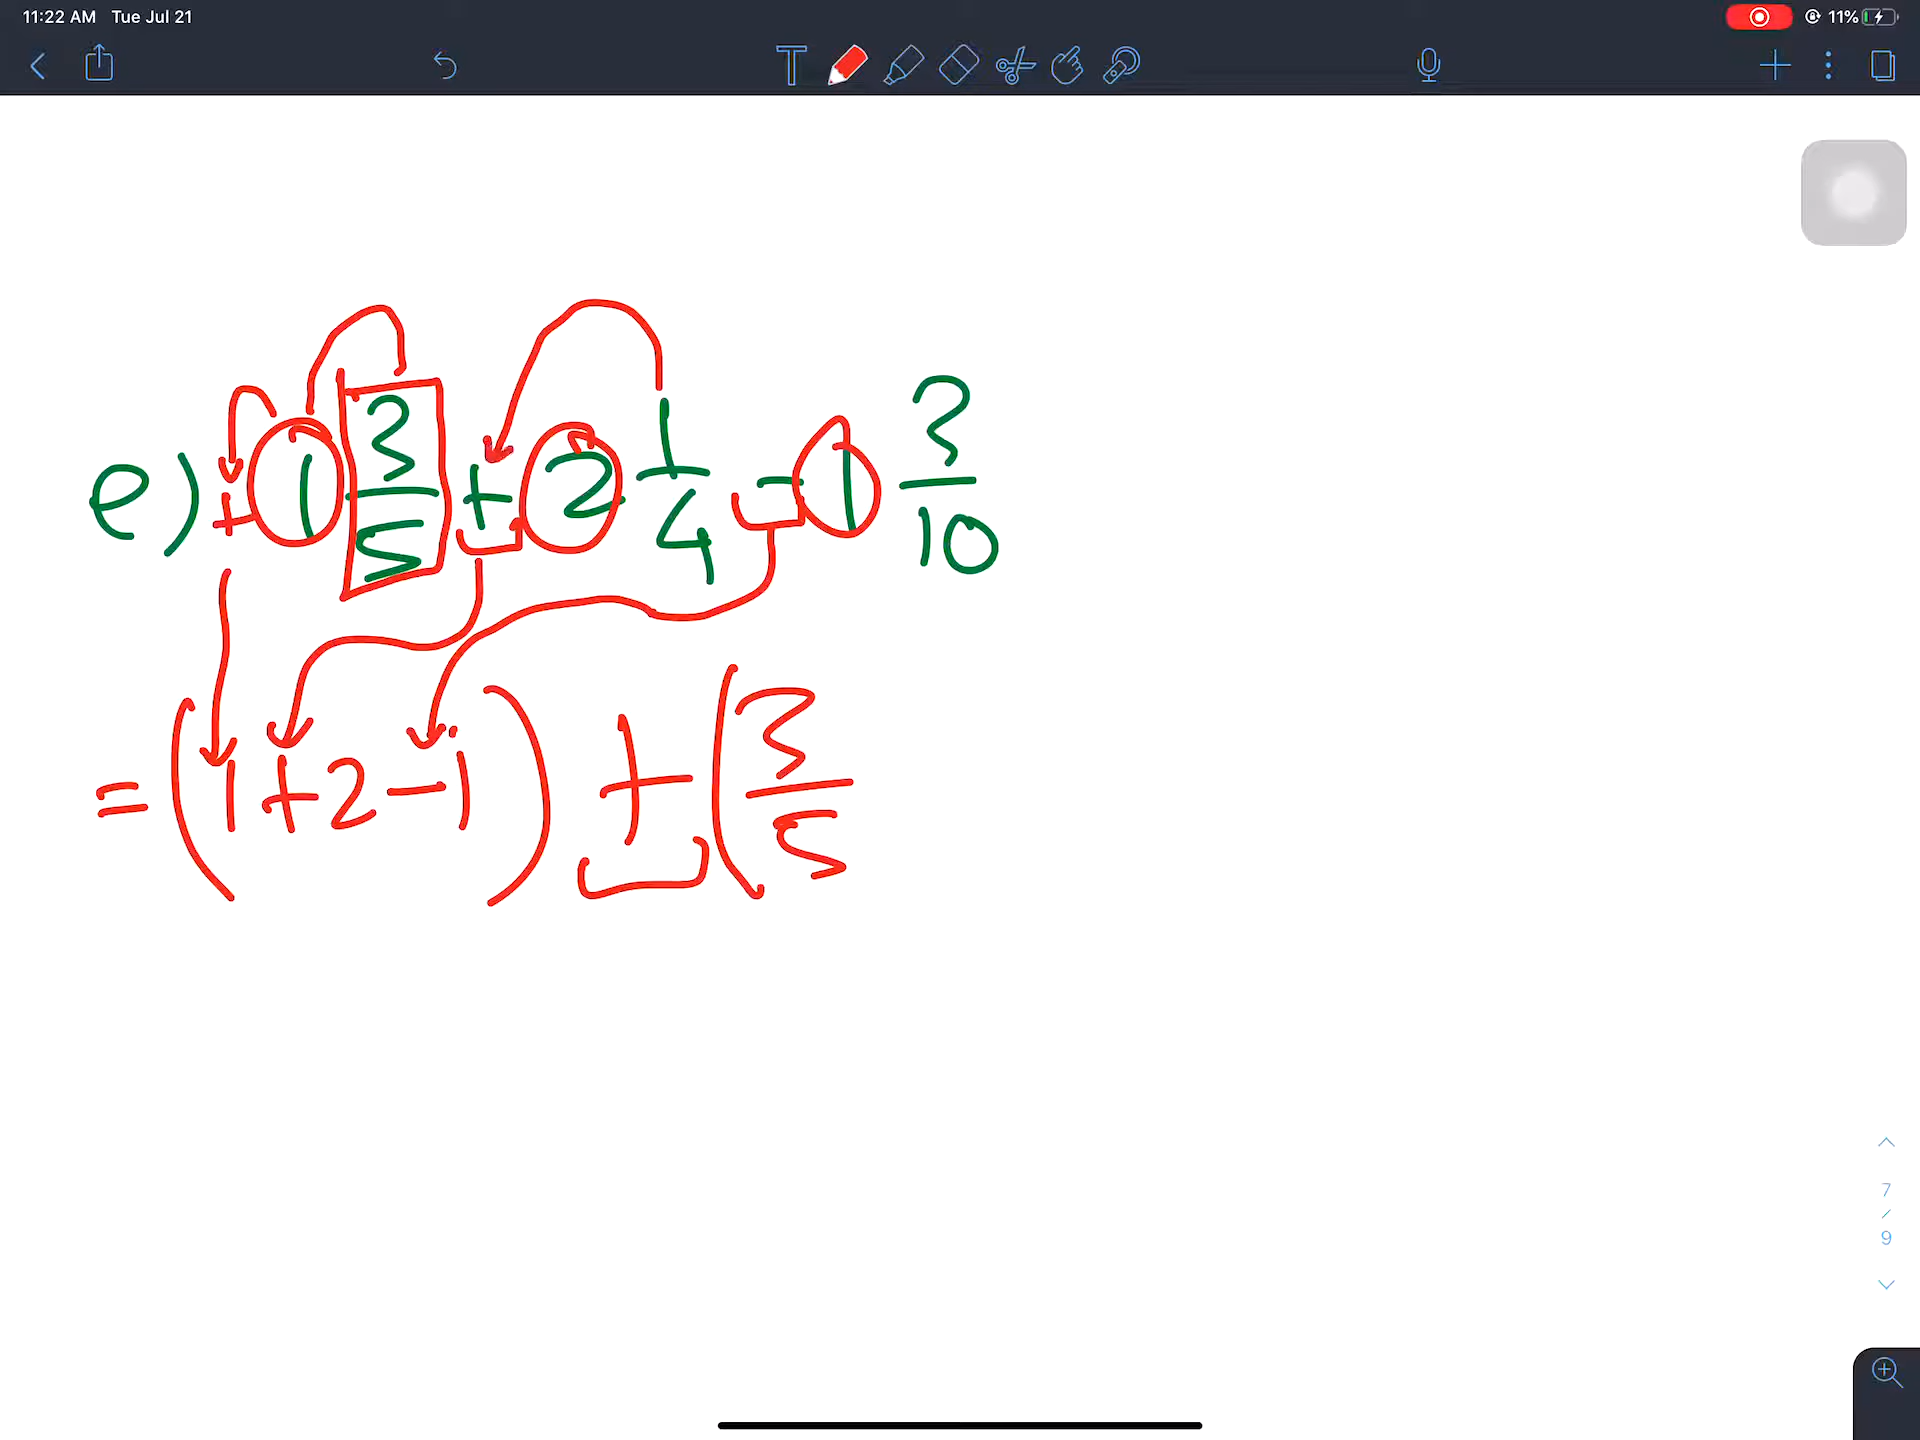 11:22 AM Tue Jul 21
11%
T
e) + 1 3/5 + 2 1/4 - 1 3/10
= (1+2-1) + (3/5
7
/
9